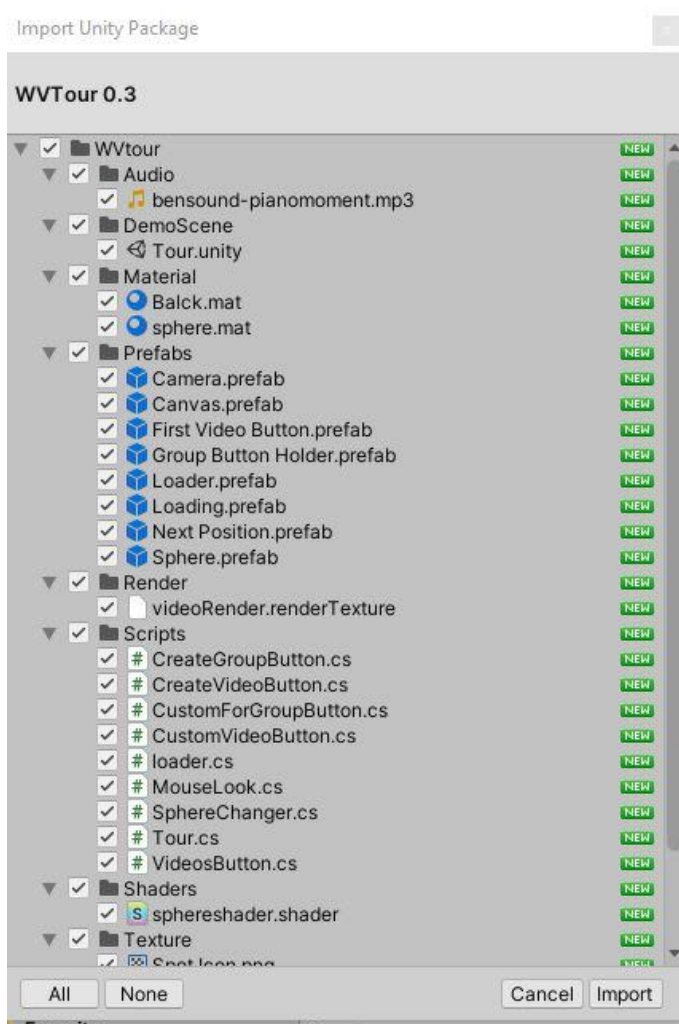 Import Unity Package
WVTour 0.3
WVtour NEW
Audio NEW
bensound-pianomoment.mp3 NEW
DemoScene NEW
Tour.unity NEW
Material NEW
Balck.mat NEW
sphere.mat NEW
Prefabs NEW
Camera.prefab NEW
Canvas.prefab NEW
First Video Button.prefab NEW
Group Button Holder.prefab NEW
Loader.prefab NEW
Loading.prefab NEW
Next Position.prefab NEW
Sphere.prefab NEW
Render NEW
videoRender.renderTexture NEW
Scripts NEW
# CreateGroupButton.cs NEW
# CreateVideoButton.cs NEW
# CustomForGroupButton.cs NEW
# CustomVideoButton.cs NEW
# loader.cs NEW
# MouseLook.cs NEW
# SphereChanger.cs NEW
# Tour.cs NEW
# VideosButton.cs NEW
Shaders NEW
S sphereshader.shader NEW
Texture NEW
Spot Icon.png NEW
All None Cancel Import